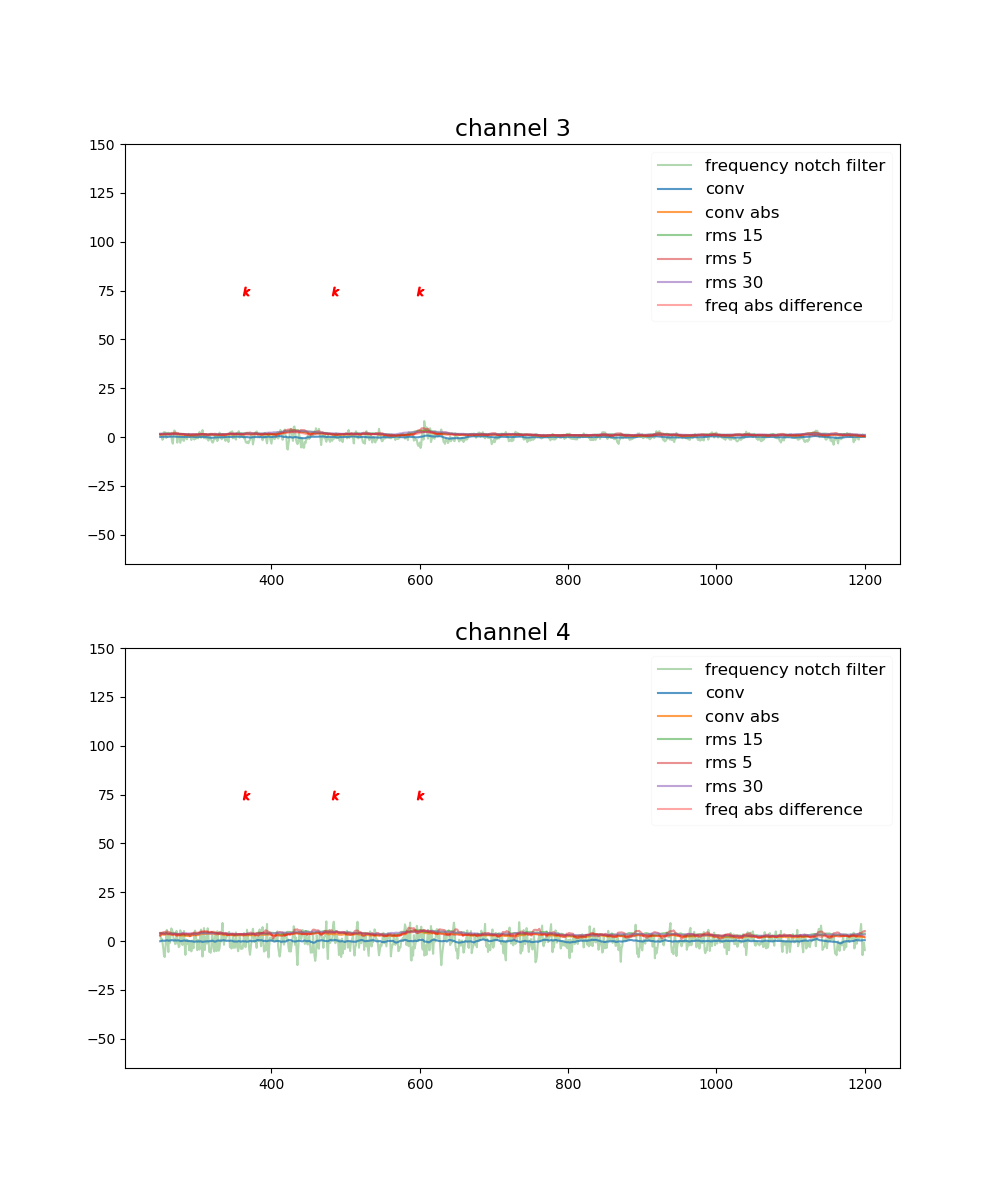 channel 3
150
125
100
75
50
25
0
−25
−50
frequency notch filter
conv
conv abs
rms 15
rms 5
rms 30
freq abs difference
k k k
400 600 800 1000 1200
channel 4
150
125
100
75
50
25
0
−25
−50
frequency notch filter
conv
conv abs
rms 15
rms 5
rms 30
freq abs difference
k k k
400 600 800 1000 1200